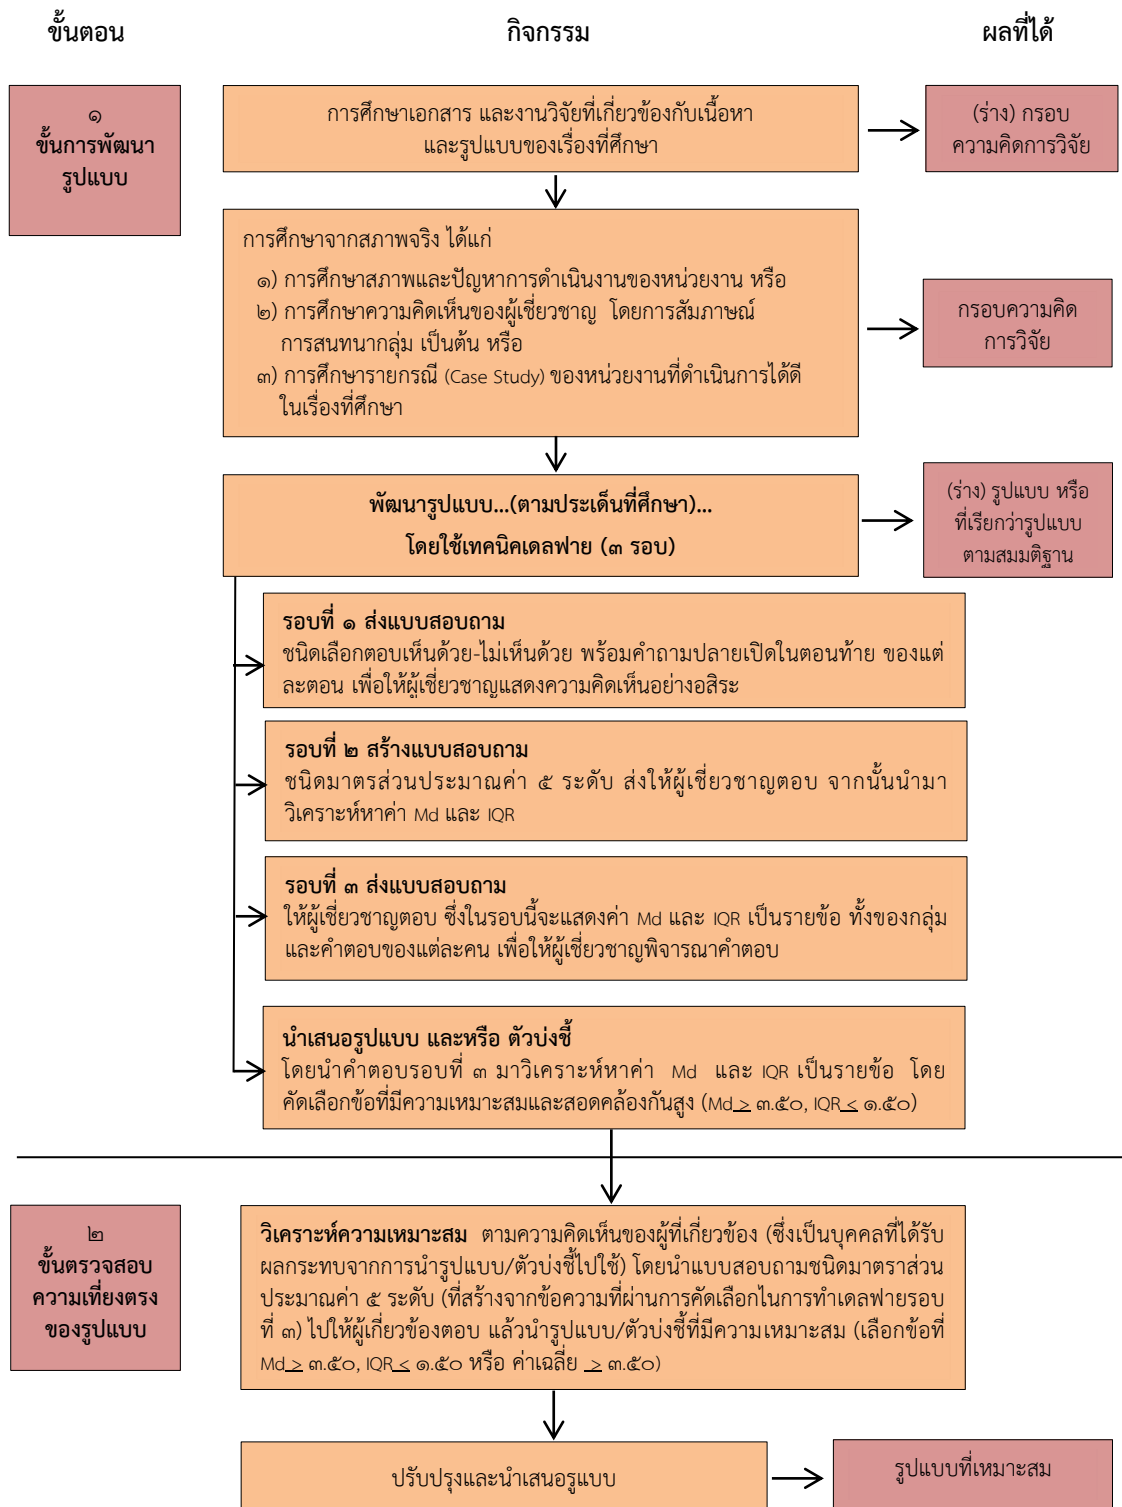 ขั้นตอน
กิจกรรม
ผลที่ได้
๑
ขั้นการพัฒนา
รูปแบบ
การศึกษาเอกสาร และงานวิจัยที่เกี่ยวข้องกับเนื้อหา
และรูปแบบของเรื่องที่ศึกษา
(ร่าง) กรอบ
ความคิดการวิจัย
การศึกษาจากสภาพจริง ได้แก่
๑) การศึกษาสภาพและปัญหาการดำเนินงานของหน่วยงาน หรือ
๒) การศึกษาความคิดเห็นของผู้เชี่ยวชาญ โดยการสัมภาษณ์
การสนทนากลุ่ม เป็นต้น หรือ
๓) การศึกษารายกรณี (Case Study) ของหน่วยงานที่ดำเนินการได้ดี
ในเรื่องที่ศึกษา
กรอบความคิด
การวิจัย
พัฒนารูปแบบ...(ตามประเด็นที่ศึกษา)...
โดยใช้เทคนิคเดลฟาย (๓ รอบ)
(ร่าง) รูปแบบ หรือ
ที่เรียกว่ารูปแบบ
ตามสมมติฐาน
รอบที่ ๑ ส่งแบบสอบถาม
ชนิดเลือกตอบเห็นด้วย-ไม่เห็นด้วย พร้อมคำถามปลายเปิดในตอนท้าย ของแต่
ละตอน เพื่อให้ผู้เชี่ยวชาญแสดงความคิดเห็นอย่างอสิระ
รอบที่ ๒ สร้างแบบสอบถาม
ชนิดมาตรส่วนประมาณค่า ๕ ระดับ ส่งให้ผู้เชี่ยวชาญตอบ จากนั้นนำมา
วิเคราะห์หาค่า Md และ IQR
รอบที่ ๓ ส่งแบบสอบถาม
ให้ผู้เชี่ยวชาญตอบ ซึ่งในรอบนี้จะแสดงค่า Md และ IQR เป็นรายข้อ ทั้งของกลุ่ม
และคำตอบของแต่ละคน เพื่อให้ผู้เชี่ยวชาญพิจารณาคำตอบ
นำเสนอรูปแบบ และหรือ ตัวบ่งชี้
โดยนำคำตอบรอบที่ ๓ มาวิเคราะห์หาค่า Md และ IQR เป็นรายข้อ โดย
คัดเลือกข้อที่มีความเหมาะสมและสอดคล้องกันสูง (Md ≥ ๓.๕๐, IQR ≤ ๑.๕๐)
๒
ขั้นตรวจสอบ
ความเที่ยงตรง
ของรูปแบบ
วิเคราะห์ความเหมาะสม ตามความคิดเห็นของผู้ที่เกี่ยวข้อง (ซึ่งเป็นบุคคลที่ได้รับ
ผลกระทบจากการนำรูปแบบ/ตัวบ่งชี้ไปใช้) โดยนำแบบสอบถามชนิดมาตราส่วน
ประมาณค่า ๕ ระดับ (ที่สร้างจากข้อความที่ผ่านการคัดเลือกในการทำเดลฟายรอบ
ที่ ๓) ไปให้ผู้เกี่ยวข้องตอบ แล้วนำรูปแบบ/ตัวบ่งชี้ที่มีความเหมาะสม (เลือกข้อที่
Md ≥ ๓.๕๐, IQR ≤ ๑.๕๐ หรือ ค่าเฉลี่ย ≥ ๓.๕๐)
ปรับปรุงและนำเสนอรูแบบ
รูปแบบที่เหมาะสม